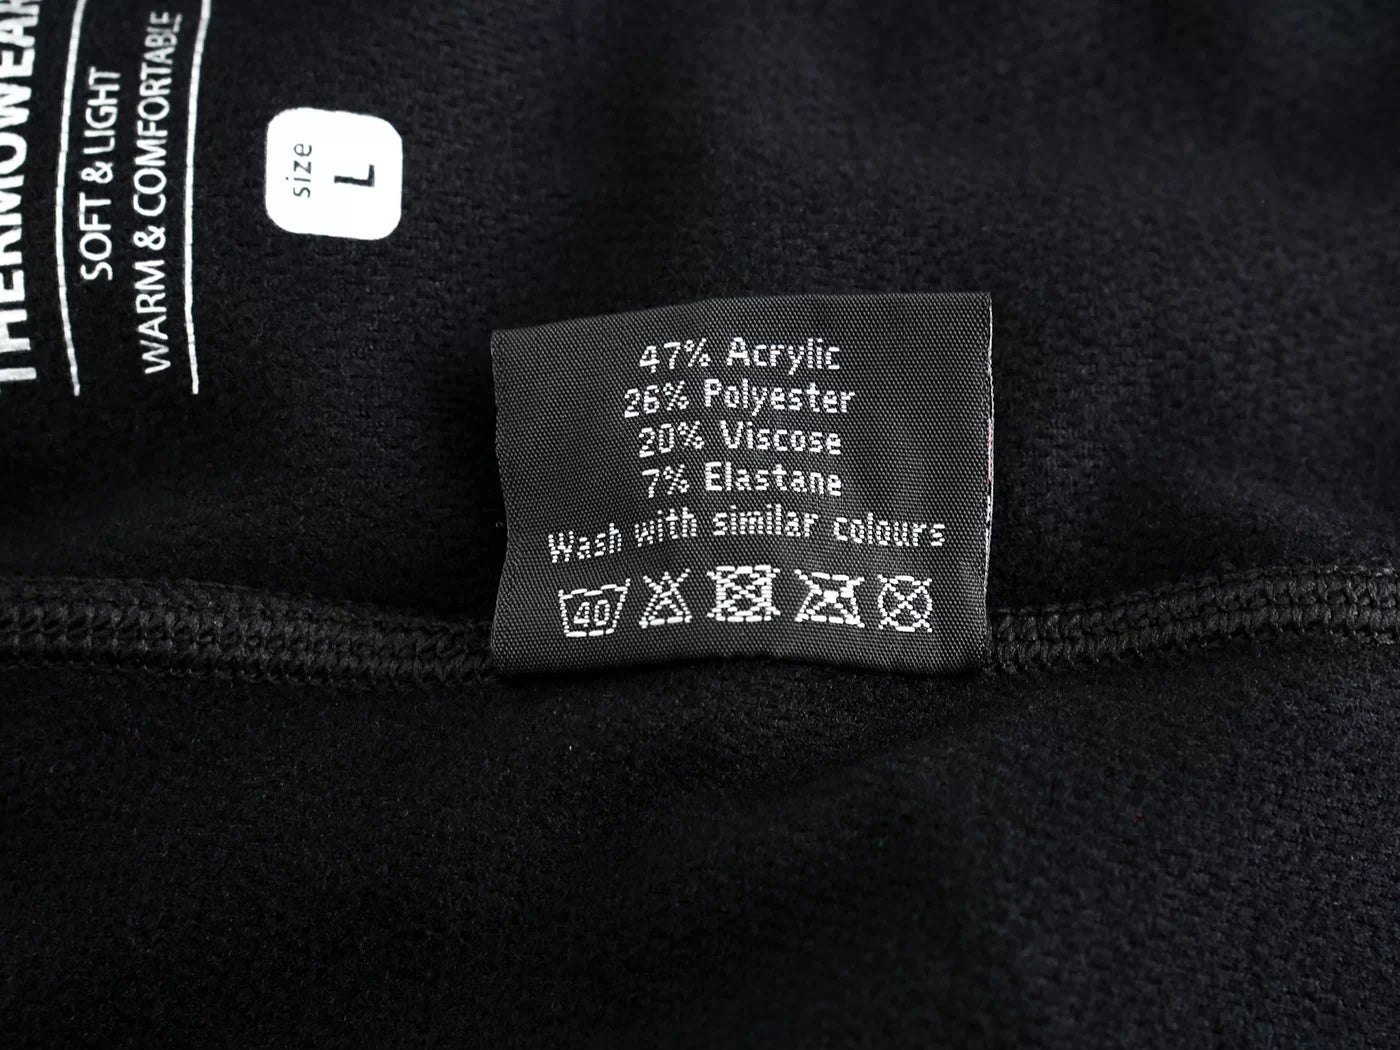 THERMOWEAR
SOFT & LIGHT
WARM & COMFORTABLE
size
L
47% Acrylic
26% Polyester
20% Viscose
7% Elastane
Wash with similar colours
40